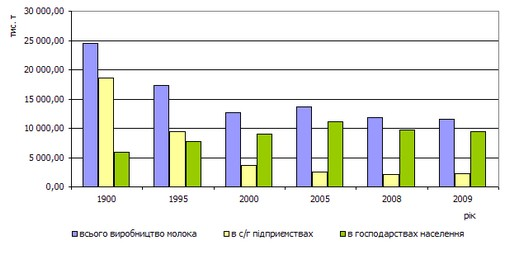 тис. т
30 000,00
25 000,00
20 000,00
15 000,00
10 000,00
5 000,00
0,00
1900 1995 2000 2005 2008 2009
рік
всього виробництво молока в с/г підприємствах в господарствах населення